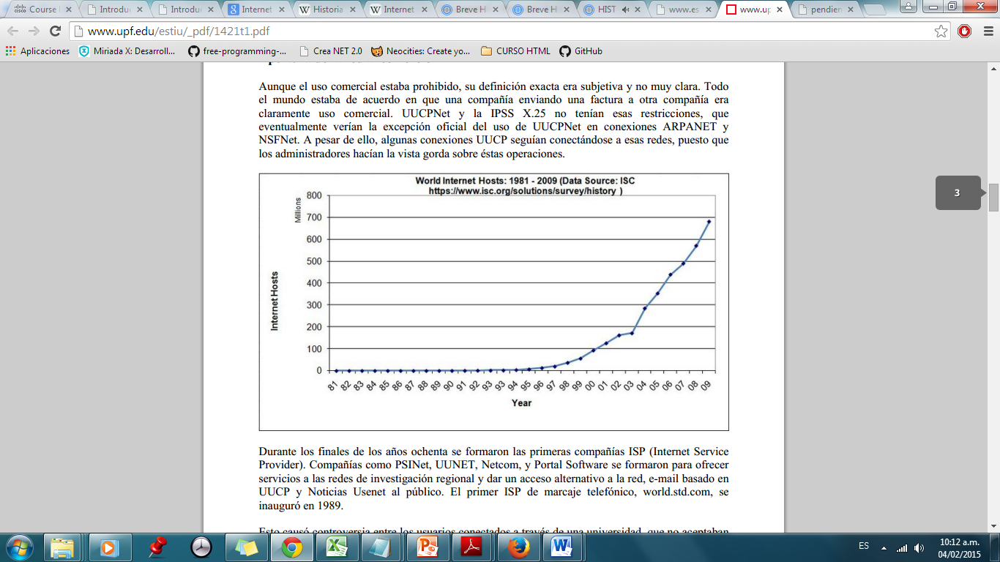 Course
Introdu
Introdu
Internet
Historia
Internet
Breve H
Breve H
HIST
www.es
www.up
pendien
www.upf.edu/estiu/_pdf/1421t1.pdf
Aplicaciones
Miriada X: Desarroll...
free-programming-...
Crea NET 2.0
Neocities: Create yo...
CURSO HTML
GitHub
Aunque el uso comercial estaba prohibido, su definición exacta era subjetiva y no muy clara. Todo
el mundo estaba de acuerdo en que una compañía enviando una factura a otra compañía era
claramente uso comercial. UUCPNet y la IPSS X.25 no tenían esas restricciones, que
eventualmente verían la excepción oficial del uso de UUCPNet en conexiones ARPANET y
NSFNet. A pesar de ello, algunas conexiones UUCP seguían conectándose a esas redes, puesto que
los administradores hacían la vista gorda sobre éstas operaciones.
World Internet Hosts: 1981 - 2009 (Data Source: ISC
https://www.isc.org/solutions/survey/history )
Millions
800
700
600
500
400
300
200
100
0
Internet Hosts
81 82 83 84 85 86 87 88 89 90 91 92 93 93 94 95 96 97 98 99 00 01 02 03 04 05 06 07 08 09
Year
3
Durante los finales de los años ochenta se formaron las primeras compañías ISP (Internet Service
Provider). Compañías como PSINet, UUNET, Netcom, y Portal Software se formaron para ofrecer
servicios a las redes de investigación regional y dar un acceso alternativo a la red, e-mail basado en
UUCP y Noticias Usenet al público. El primer ISP de marcaje telefónico, world.std.com, se
inauguró en 1989.
Esto causó controversia entre los usuarios conectados a través de una universidad, que no aceptaban
ES
10:12 a.m.
04/02/2015